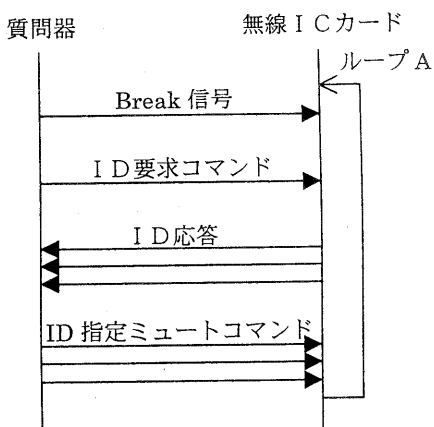 質問器
無線ＩＣカード
ループA
Break 信号
ＩＤ要求コマンド
ＩＤ応答
ID 指定ミュートコマンド